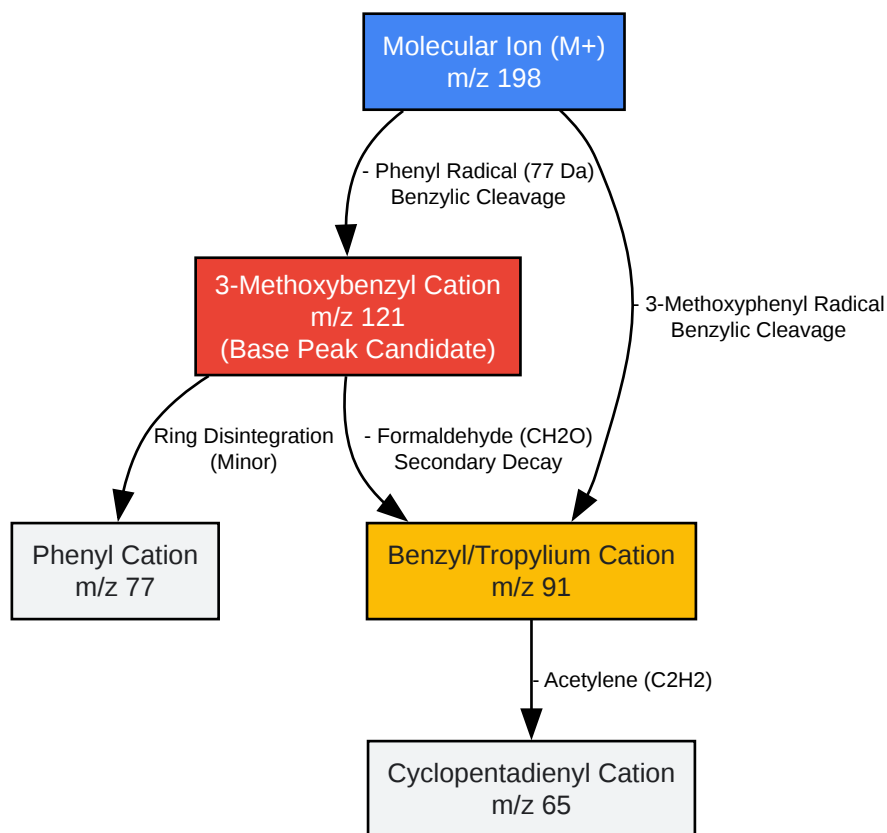 Molecular Ion (M+)
m/z 198
- Phenyl Radical (77 Da)
Benzylic Cleavage
3-Methoxybenzyl Cation
m/z 121
(Base Peak Candidate)
- 3-Methoxyphenyl Radical
Benzylic Cleavage
Ring Disintegration
(Minor)
- Formaldehyde (CH2O)
Secondary Decay
Phenyl Cation
m/z 77
Benzyl/Tropylium Cation
m/z 91
- Acetylene (C2H2)
Cyclopentadienyl Cation
m/z 65